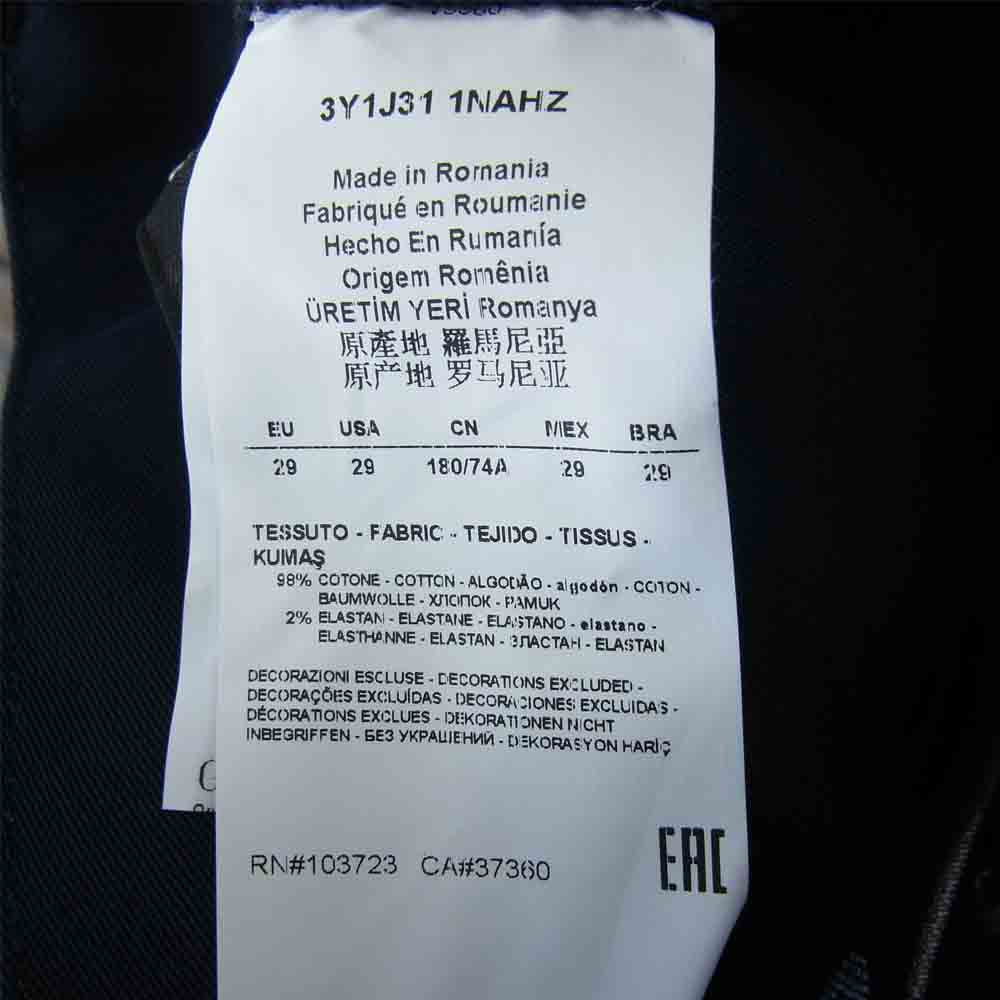 3Y1J31 1NAHZ
Made in Romania
Fabriqué en Roumanie
Hecho En Rumanía
Origem Romênia
ÜRETİM YERİ Romanya
原產地 羅馬尼亞
原产地 罗马尼亚
EU USA CN MEX BRA
29 29 180/74A 29 29
TESSUTO - FABRIC - TEJIDO - TISSUS -
KUMAŞ
98% COTONE - COTTON - ALGODÃO - algodón - COTON -
BAUMWOLLE - ХЛОПОК - PAMUK
2% ELASTAN - ELASTANE - ELASTANO - elastano -
ELASTHANNE - ELASTAN - ЭЛАСТАН - ELASTAN
DECORAZIONI ESCLUSE - DECORATIONS EXCLUDED -
DECORAÇÕES EXCLUÍDAS - DECORACIONES EXCLUIDAS -
DÉCORATIONS EXCLUES - DEKORATIONEN NICHT
INBEGRIFFEN - БЕЗ УКРАШЕНИЙ - DEKORASYON HARİÇ
G
RN#103723 CA#37360
EAC